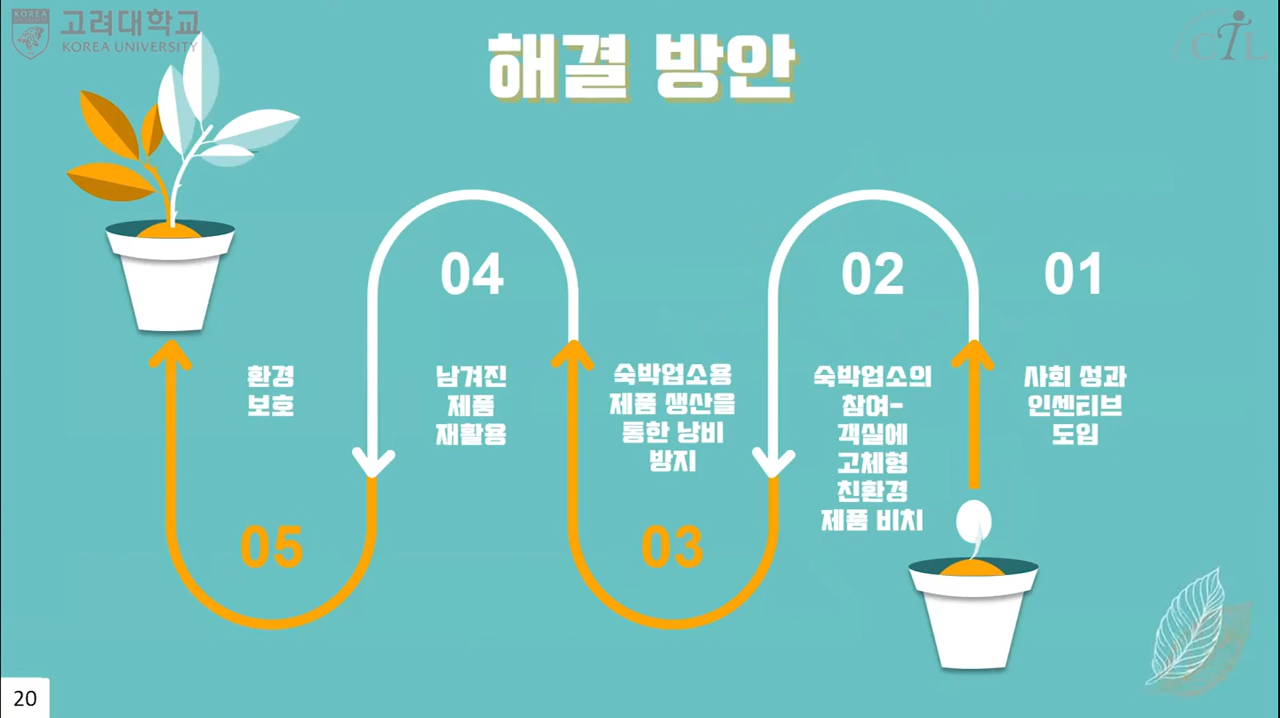 KOREA
고려대학교
KOREA UNIVERSITY
CTL
해결 방안
01
사회 성과
인센티브
도입
02
숙박업소의
참여-
객실에
고체형
친환경
제품 비치
03
숙박업소용
제품 생산을
통한 낭비
방지
04
남겨진
제품
재활용
05
환경
보호
20